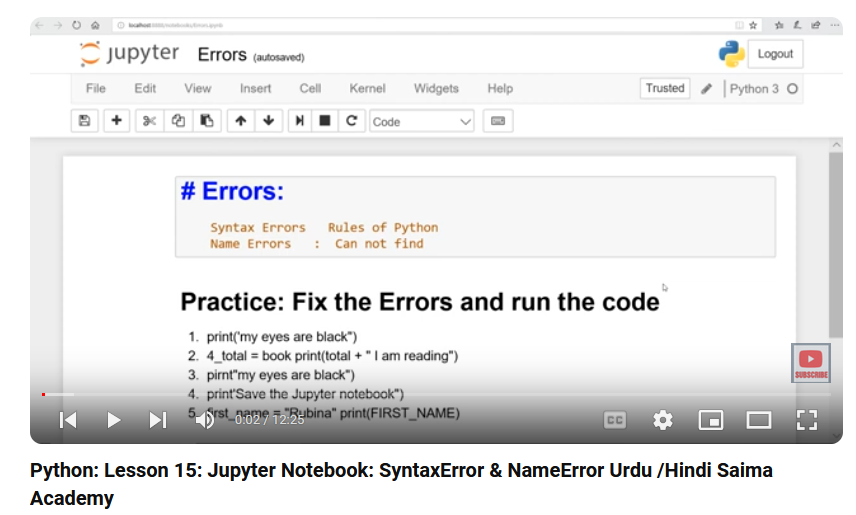 localhost:8888/notebooks/Errors.ipynb
jupyter Errors (autosaved) Logout
File Edit View Insert Cell Kernel Widgets Help Trusted Python 3
Code
# Errors:
Syntax Errors Rules of Python
Name Errors : Can not find
Practice: Fix the Errors and run the code
1. print('my eyes are black")
2. 4_total = book print(total + " I am reading")
3. pirnt"my eyes are black")
4. print'Save the Jupyter notebook")
5. first_name = "Rubina" print(FIRST_NAME)
SUBSCRIBE
0:02 / 12:25
CC
Python: Lesson 15: Jupyter Notebook: SyntaxError & NameError Urdu /Hindi Saima
Academy